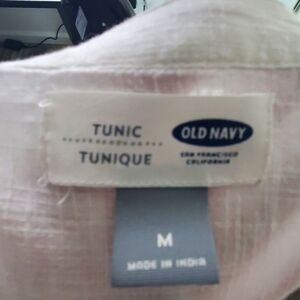 TUNIC
TUNIQUE
OLD NAVY
SAN FRANCISCO
CALIFORNIA
M
MADE IN INDIA